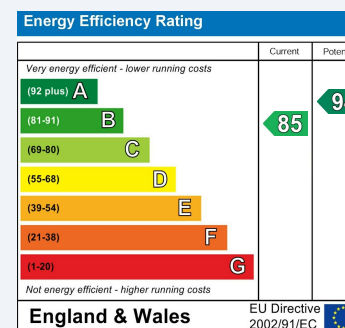 Energy Efficiency Rating
Current
Very energy efficient - lower running costs
(92 plus) A
(81-91) B
85
(69-80) C
(55-68) D
(39-54) E
(21-38) F
(1-20) G
Not energy efficient - higher running costs
England & Wales
EU Directive
2002/91/EC